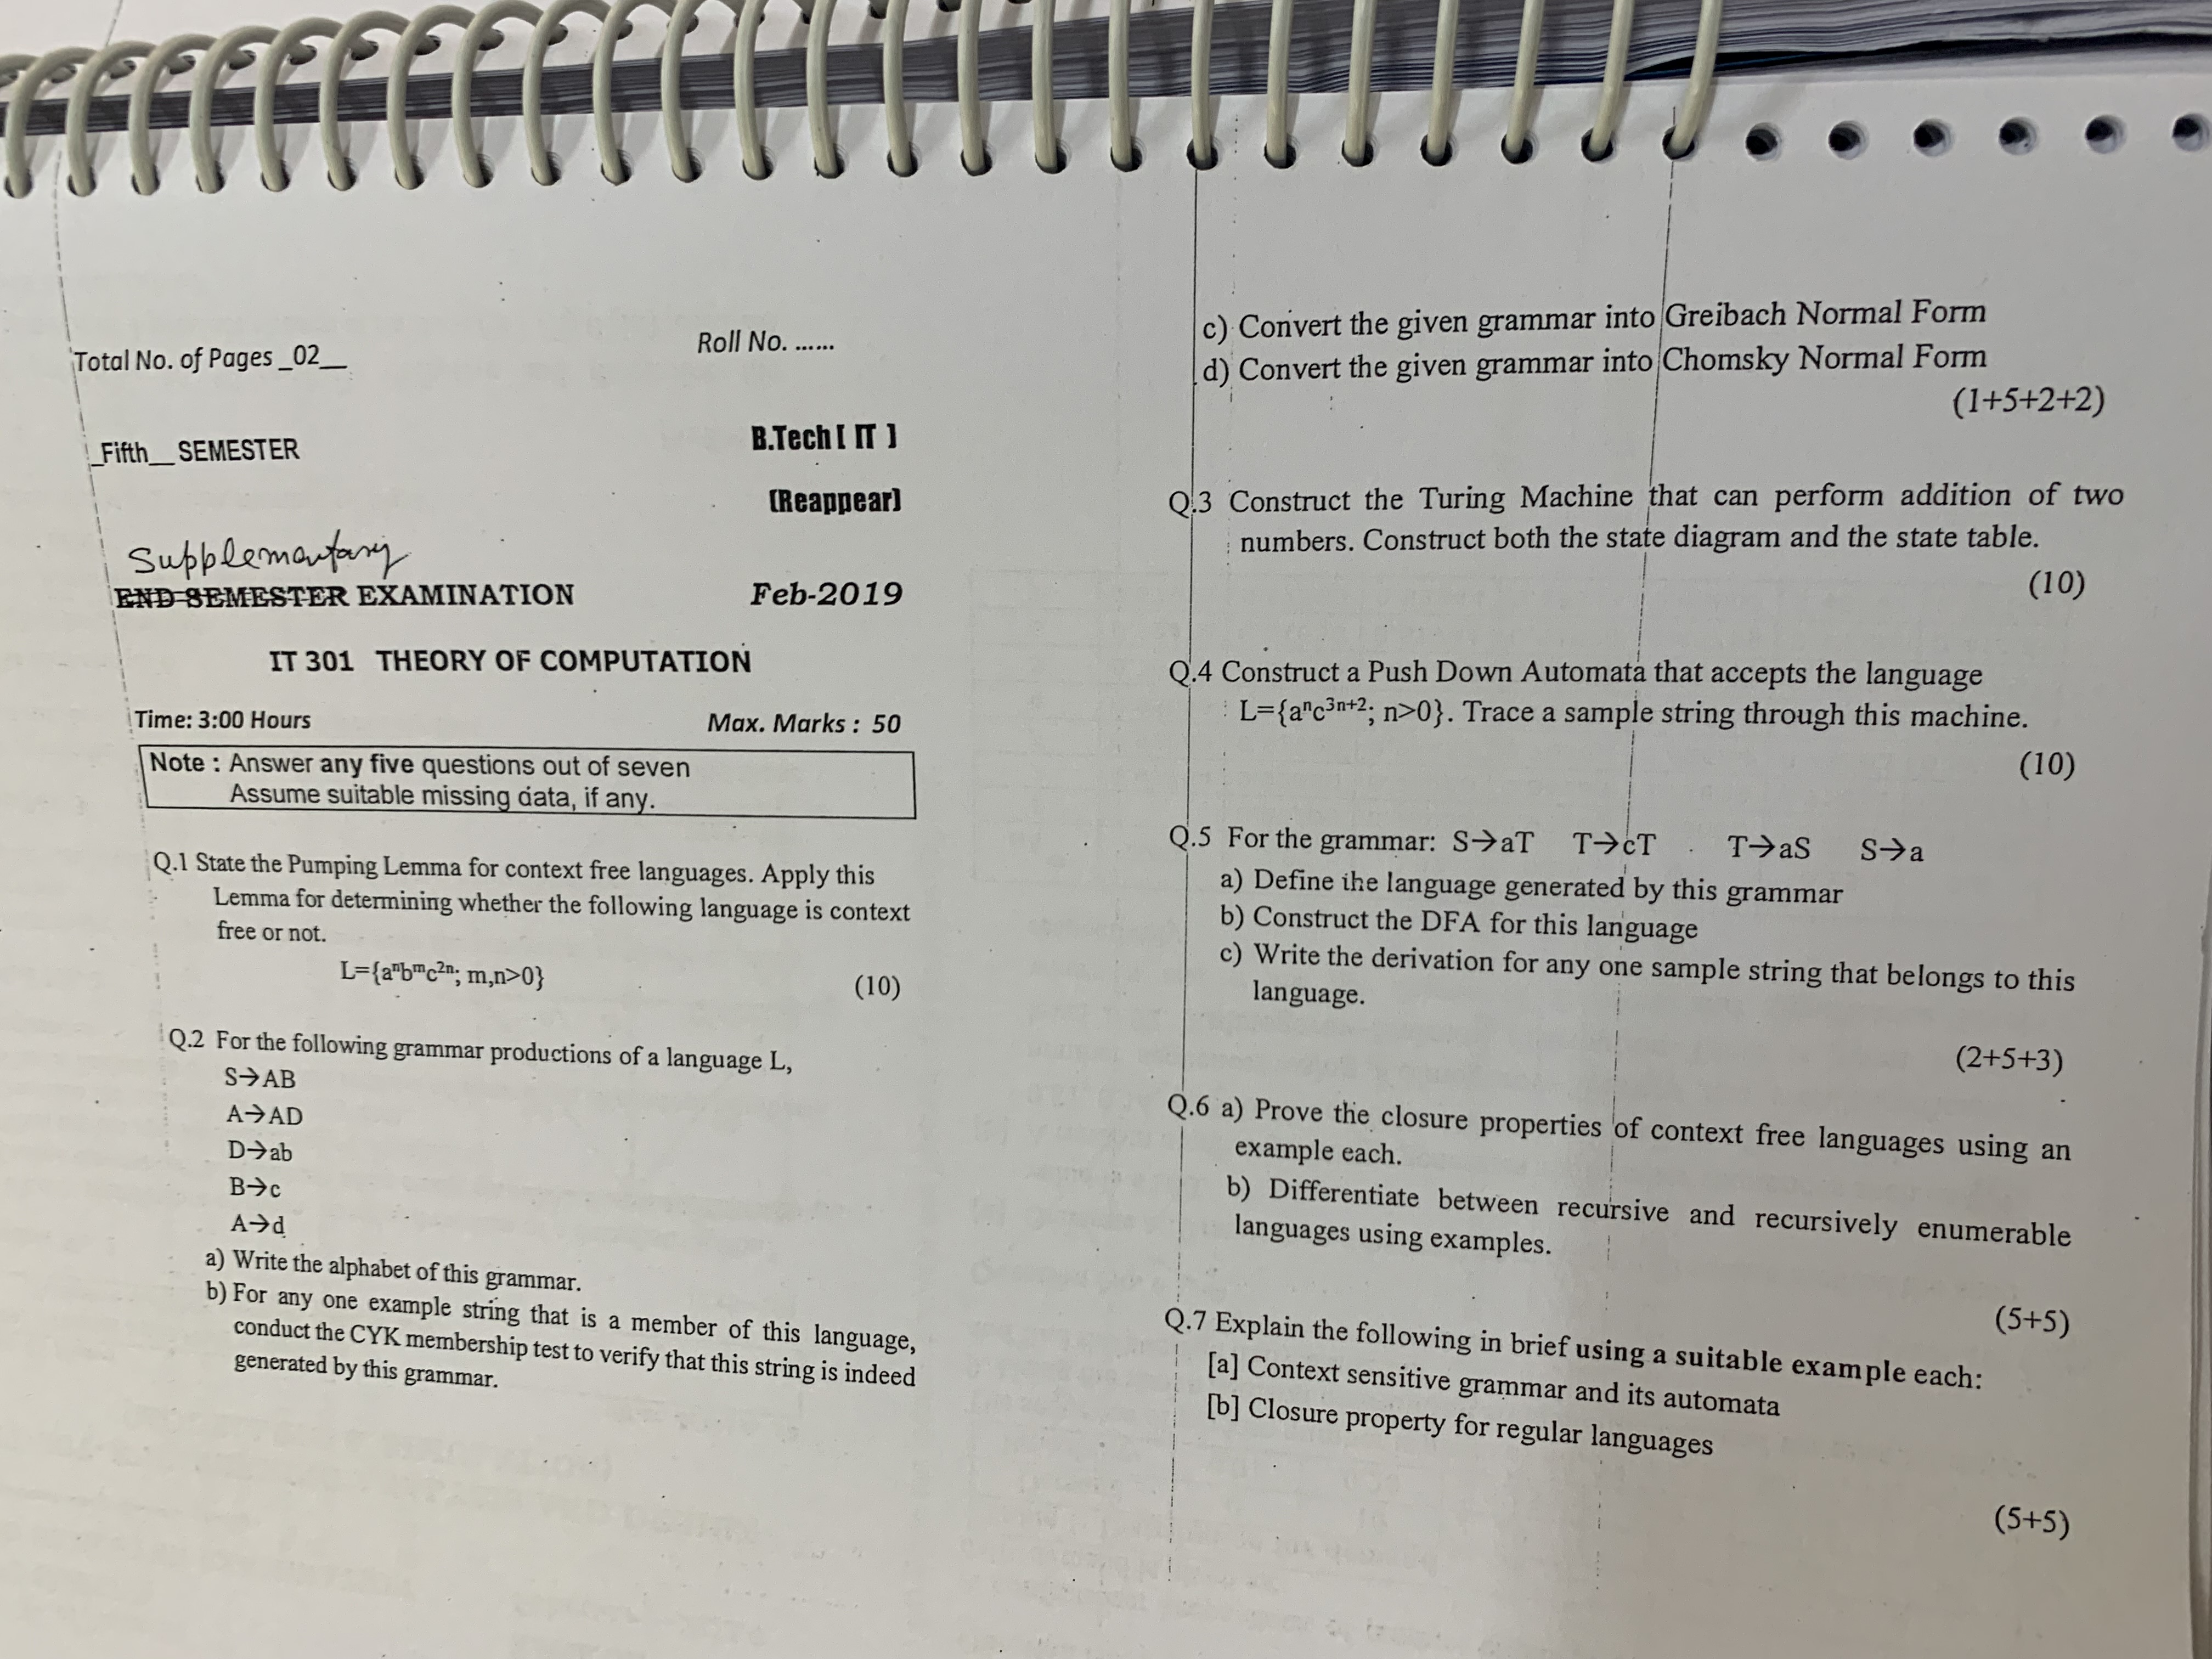 Total No. of Pages _02__
Roll No. ......
_Fifth__ SEMESTER
B.Tech [ IT ]
(Reappear)
Supplementary
END SEMESTER EXAMINATION
Feb-2019
IT 301 THEORY OF COMPUTATION
Time: 3:00 Hours
Max. Marks : 50
Note : Answer any five questions out of seven
Assume suitable missing data, if any.
Q.1 State the Pumping Lemma for context free languages. Apply this
Lemma for determining whether the following language is context
free or not.
L={aⁿbᵐc²ⁿ; m,n>0}
(10)
Q.2 For the following grammar productions of a language L,
S→AB
A→AD
D→ab
B→c
A→d
a) Write the alphabet of this grammar.
b) For any one example string that is a member of this language,
conduct the CYK membership test to verify that this string is indeed
generated by this grammar.
c) Convert the given grammar into Greibach Normal Form
d) Convert the given grammar into Chomsky Normal Form
(1+5+2+2)
Q.3 Construct the Turing Machine that can perform addition of two
numbers. Construct both the state diagram and the state table.
(10)
Q.4 Construct a Push Down Automata that accepts the language
L={aⁿc³ⁿ⁺²; n>0}. Trace a sample string through this machine.
(10)
Q.5 For the grammar: S→aT T→cT T→aS S→a
a) Define the language generated by this grammar
b) Construct the DFA for this language
c) Write the derivation for any one sample string that belongs to this
language.
(2+5+3)
Q.6 a) Prove the closure properties of context free languages using an
example each.
b) Differentiate between recursive and recursively enumerable
languages using examples.
(5+5)
Q.7 Explain the following in brief using a suitable example each:
[a] Context sensitive grammar and its automata
[b] Closure property for regular languages
(5+5)